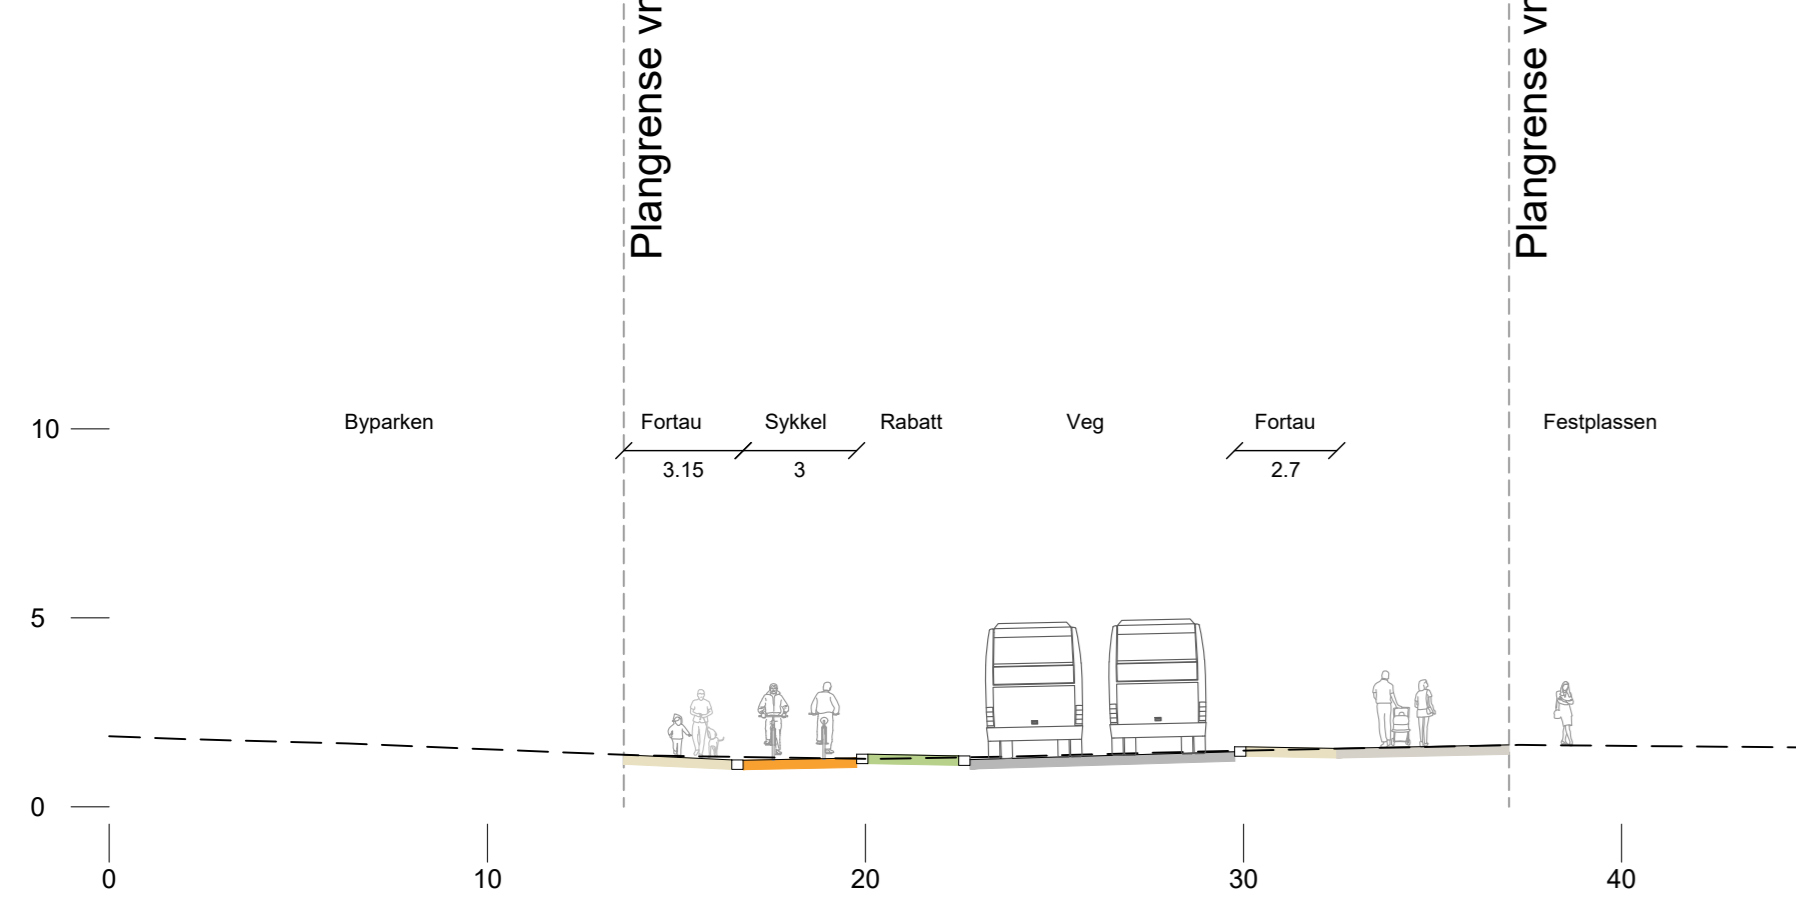 Plangrense
Plangrense
10
Byparken
Fortau
Sykkel
Rabatt
Veg
Fortau
Festplassen
3.15
3
2.7
5
0
0
10
20
30
40